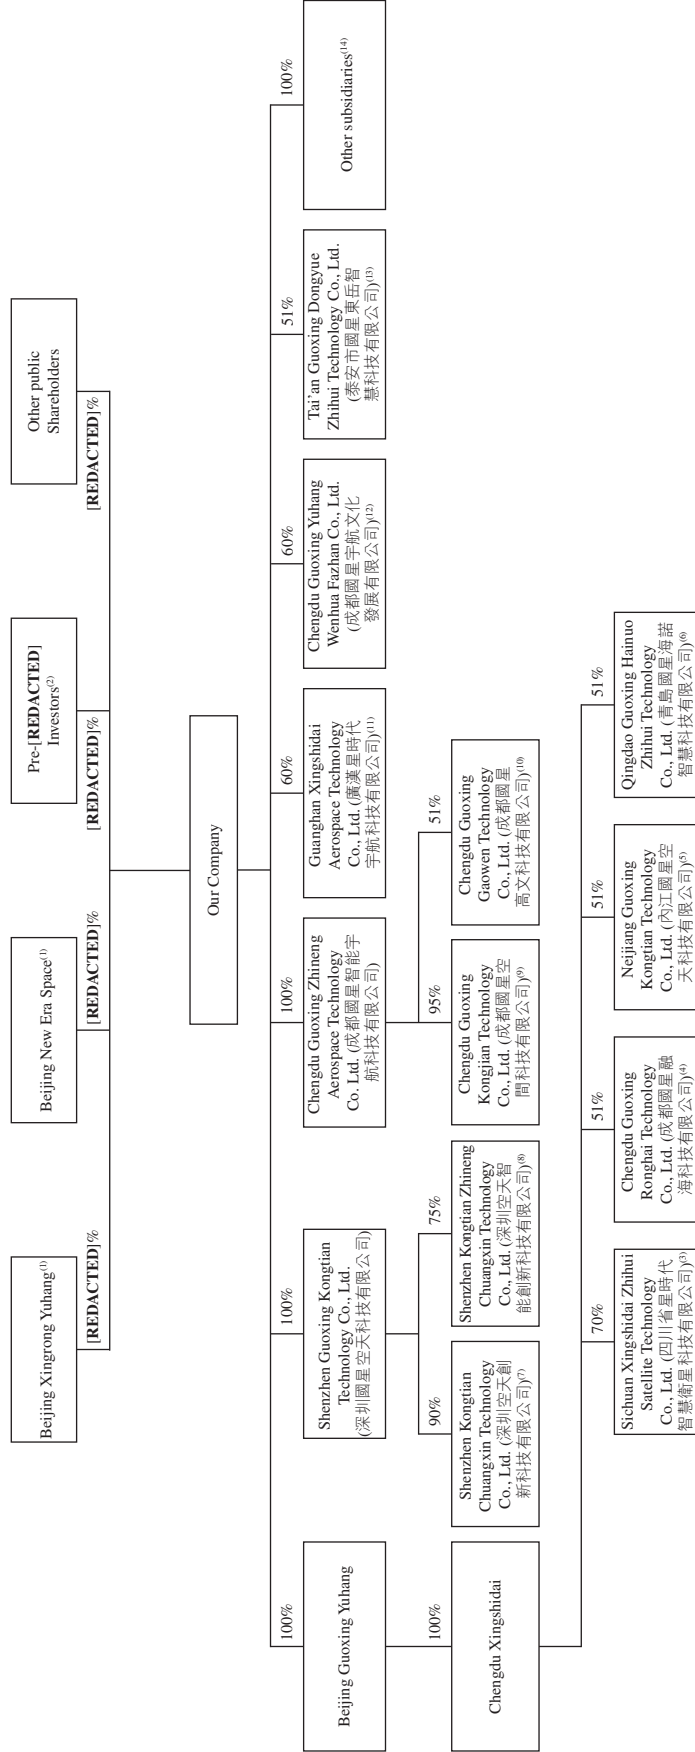 Beijing Xingrong Yuhang(1)
Beijing New Era Space(1)
Pre-[REDACTED]
Investors(2)
Other public
Shareholders
[REDACTED]%
[REDACTED]%
[REDACTED]%
[REDACTED]%
Our Company
100%
100%
100%
60%
60%
51%
100%
Beijing Guoxing Yuhang
Shenzhen Guoxing Kongtian
Technology Co., Ltd.
(深圳國星空天科技有限公司)
Chengdu Guoxing Zhineng
Aerospace Technology
Co. Ltd. (成都國星智能宇
航科技有限公司)
Guanghan Xingshidai
Aerospace Technology
Co., Ltd. (廣漢星時代
宇航科技有限公司)(11)
Chengdu Guoxing Yuhang
Wenhua Fazhan Co., Ltd.
(成都國星宇航文化
發展有限公司)(12)
Tai'an Guoxing Dongyue
Zhihui Technology Co., Ltd.
(泰安市國星東岳智
慧科技有限公司)(13)
Other subsidiaries(14)
100%
90%
75%
95%
51%
Chengdu Xingshidai
Shenzhen Kongtian
Chuangxin Technology
Co., Ltd. (深圳空天創
新科技有限公司)(7)
Shenzhen Kongtian Zhineng
Chuangxin Technology
Co., Ltd. (深圳空天智
能創新科技有限公司)(8)
Chengdu Guoxing
Kongjian Technology
Co., Ltd. (成都國星空
間科技有限公司)(9)
Chengdu Guoxing
Gaowen Technology
Co., Ltd. (成都國星
高文科技有限公司)(10)
70%
51%
51%
51%
Sichuan Xingshidai Zhihui
Satellite Technology
Co., Ltd. (四川省星時代
智慧衛星科技有限公司)(3)
Chengdu Guoxing
Ronghai Technology
Co., Ltd. (成都國星融
海科技有限公司)(4)
Neijiang Guoxing
Kongtian Technology
Co., Ltd. (內江國星空
天科技有限公司)(5)
Qingdao Guoxing Hainuo
Zhihui Technology
Co., Ltd. (青島國星海諾
智慧科技有限公司)(6)